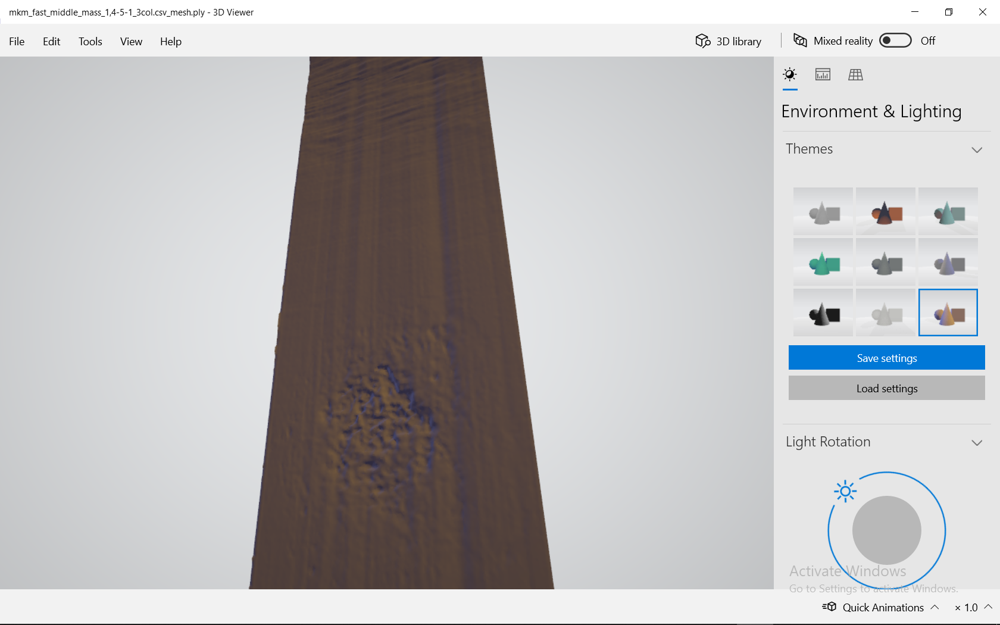 mkm_fast_middle_mass_1,4-5-1_3col.csv_mesh.ply - 3D Viewer
File Edit Tools View Help 3D library Mixed reality Off
Environment & Lighting
Themes
Save settings
Load settings
Light Rotation
Activate Windows
Go to Settings to activate Windows.
Quick Animations × 1.0